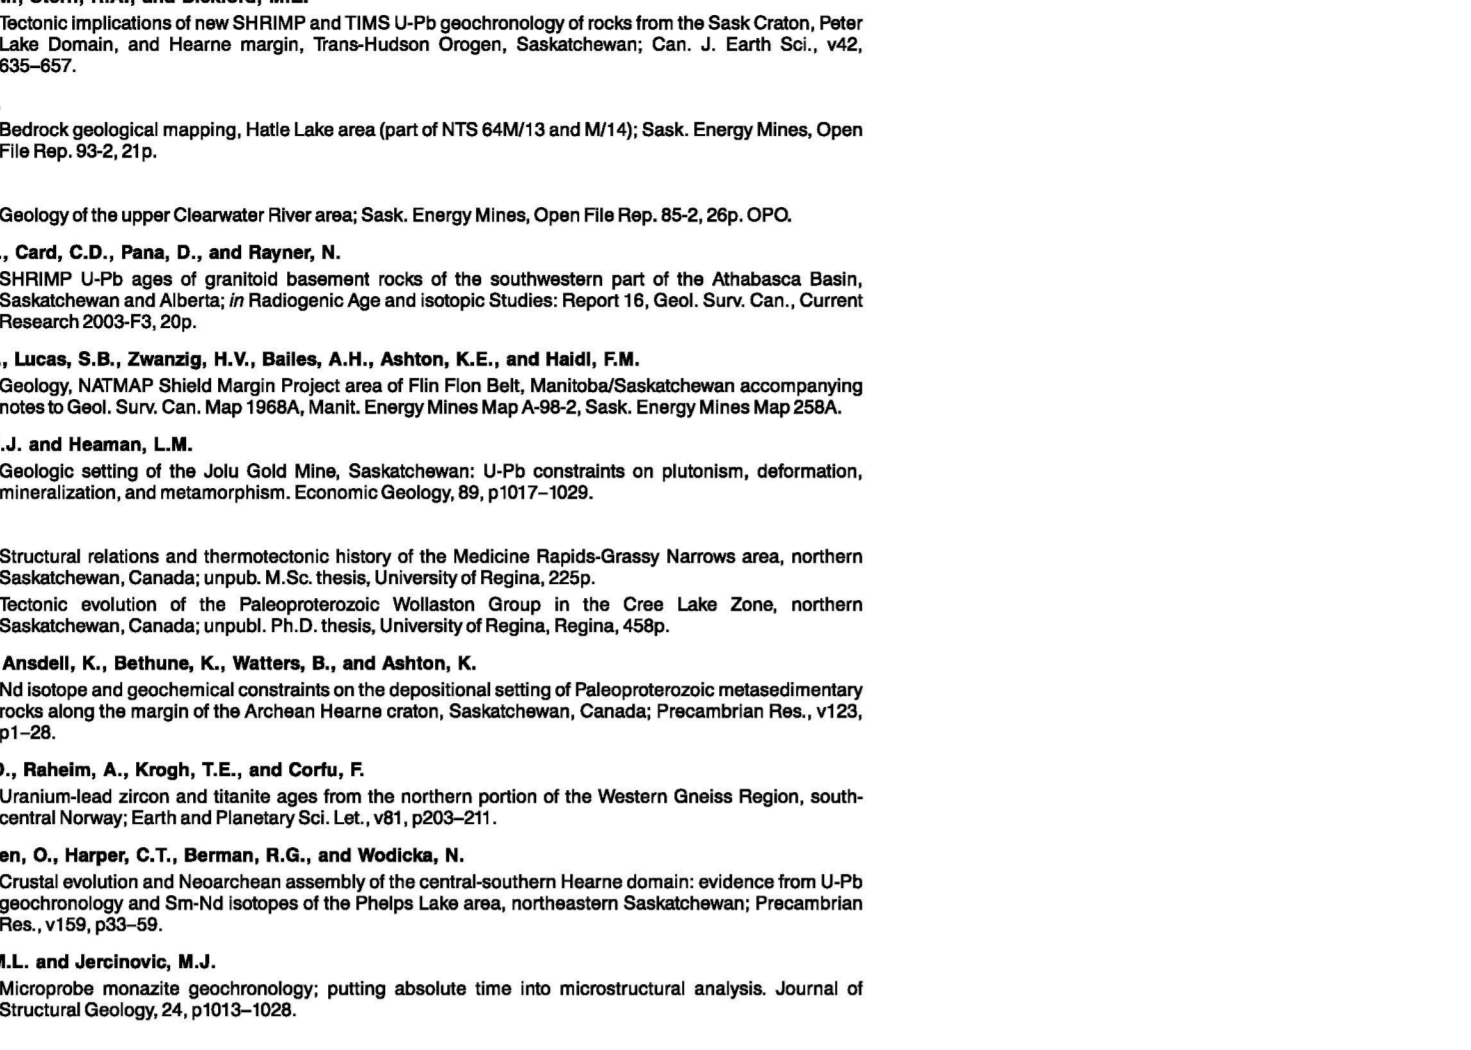 Tectonic implications of new SHRIMP and TIMS U-Pb geochronology of rocks from the Sask Craton, Peter
Lake Domain, and Hearne margin, Trans-Hudson Orogen, Saskatchewan; Can. J. Earth Sci., v42,
635–657.
Bedrock geological mapping, Hatle Lake area (part of NTS 64M/13 and M/14); Sask. Energy Mines, Open
File Rep. 93-2, 21p.
Geology of the upper Clearwater River area; Sask. Energy Mines, Open File Rep. 85-2, 26p. OPO.
., Card, C.D., Pana, D., and Rayner, N.
SHRIMP U-Pb ages of granitoid basement rocks of the southwestern part of the Athabasca Basin,
Saskatchewan and Alberta; in Radiogenic Age and isotopic Studies: Report 16, Geol. Surv. Can., Current
Research 2003-F3, 20p.
., Lucas, S.B., Zwanzig, H.V., Bailes, A.H., Ashton, K.E., and Haidl, F.M.
Geology, NATMAP Shield Margin Project area of Flin Flon Belt, Manitoba/Saskatchewan accompanying
notes to Geol. Surv. Can. Map 1968A, Manit. Energy Mines Map A-98-2, Sask. Energy Mines Map 258A.
.J. and Heaman, L.M.
Geologic setting of the Jolu Gold Mine, Saskatchewan: U-Pb constraints on plutonism, deformation,
mineralization, and metamorphism. Economic Geology, 89, p1017–1029.
Structural relations and thermotectonic history of the Medicine Rapids-Grassy Narrows area, northern
Saskatchewan, Canada; unpub. M.Sc. thesis, University of Regina, 225p.
Tectonic evolution of the Paleoproterozoic Wollaston Group in the Cree Lake Zone, northern
Saskatchewan, Canada; unpubl. Ph.D. thesis, University of Regina, Regina, 458p.
Ansdell, K., Bethune, K., Watters, B., and Ashton, K.
Nd isotope and geochemical constraints on the depositional setting of Paleoproterozoic metasedimentary
rocks along the margin of the Archean Hearne craton, Saskatchewan, Canada; Precambrian Res., v123,
p1–28.
., Raheim, A., Krogh, T.E., and Corfu, F.
Uranium-lead zircon and titanite ages from the northern portion of the Western Gneiss Region, south-
central Norway; Earth and Planetary Sci. Let., v81, p203–211.
en, O., Harper, C.T., Berman, R.G., and Wodicka, N.
Crustal evolution and Neoarchean assembly of the central-southern Hearne domain: evidence from U-Pb
geochronology and Sm-Nd isotopes of the Phelps Lake area, northeastern Saskatchewan; Precambrian
Res., v159, p33–59.
.L. and Jercinovic, M.J.
Microprobe monazite geochronology; putting absolute time into microstructural analysis. Journal of
Structural Geology, 24, p1013–1028.